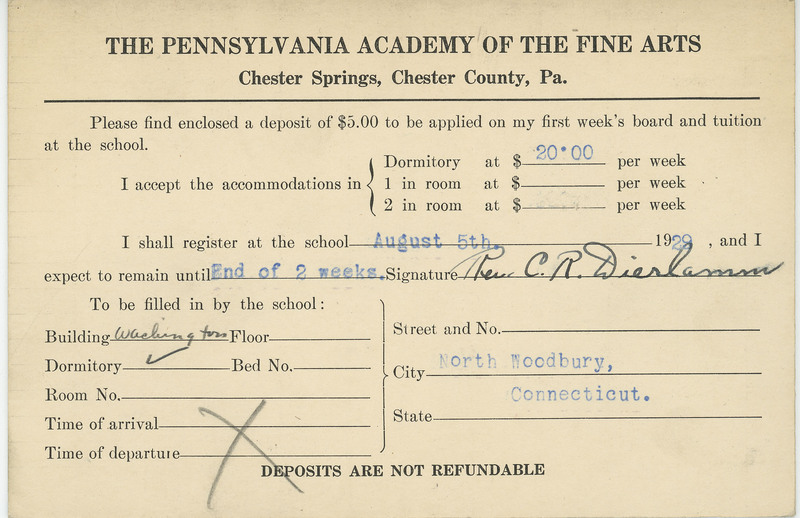 THE PENNSYLVANIA ACADEMY OF THE FINE ARTS
Chester Springs, Chester County, Pa.
Please find enclosed a deposit of $5.00 to be applied on my first week's board and tuition
at the school.
I accept the accommodations in
Dormitory at $ 20.00 per week
1 in room at $ per week
2 in room at $ per week
I shall register at the school August 5th. 1929 , and I
expect to remain until End of 2 weeks. Signature Rev. C. R. Dierlamm
To be filled in by the school:
Building Washington Floor
Dormitory ✓ Bed No.
Room No.
Time of arrival
Time of departure
Street and No.
City North Woodbury,
Connecticut.
State
DEPOSITS ARE NOT REFUNDABLE